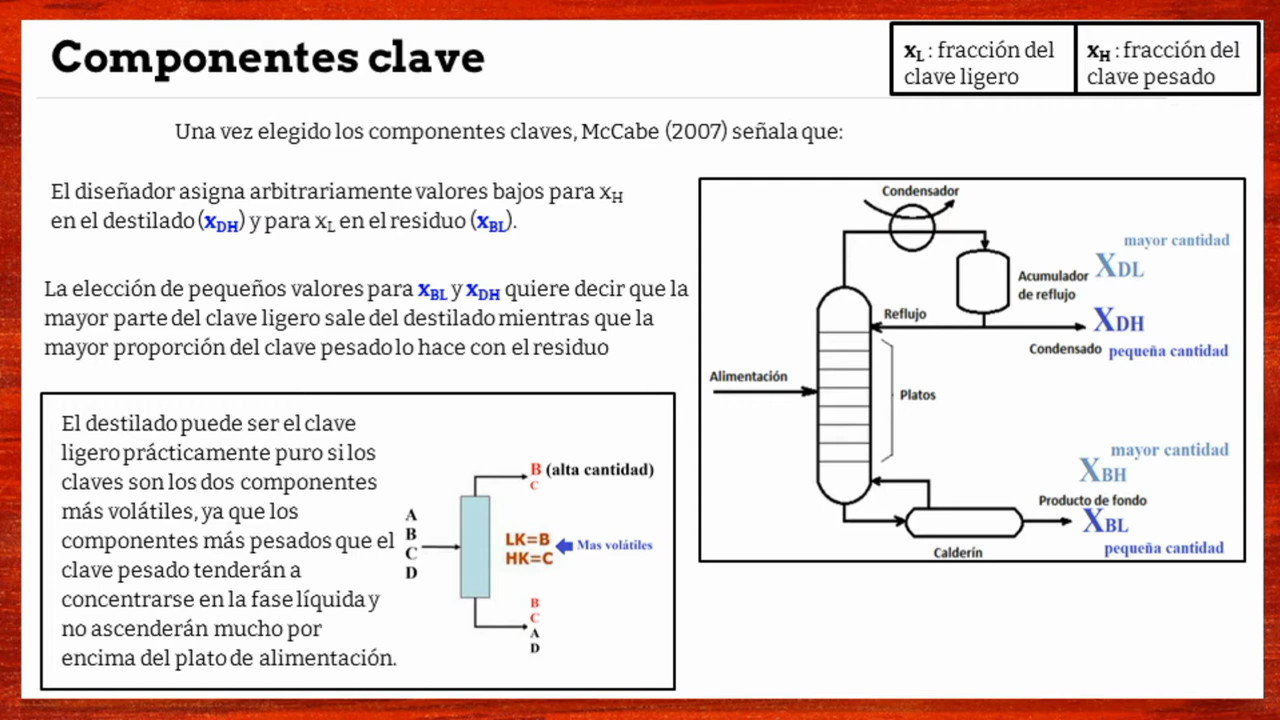 Componentes clave
xL : fracción del
clave ligero
xH : fracción del
clave pesado
Una vez elegido los componentes claves, McCabe (2007) señala que:
El diseñador asigna arbitrariamente valores bajos para xH
en el destilado (xDH) y para xL en el residuo (xBL).
La elección de pequeños valores para xBL y xDH quiere decir que la
mayor parte del clave ligero sale del destilado mientras que la
mayor proporción del clave pesado lo hace con el residuo
El destilado puede ser el clave
ligero prácticamente puro si los
claves son los dos componentes
más volátiles, ya que los
componentes más pesados que el
clave pesado tenderán a
concentrarse en la fase líquida y
no ascenderán mucho por
encima del plato de alimentación.
A
B
C
D
B (alta cantidad)
C
LK=B
HK=C
Mas volátiles
B
C
A
D
Condensador
mayor cantidad
XDL
Acumulador
de reflujo
Reflujo
XDH
Condensado
pequeña cantidad
Alimentación
Platos
mayor cantidad
XBH
Producto de fondo
XBL
pequeña cantidad
Calderín